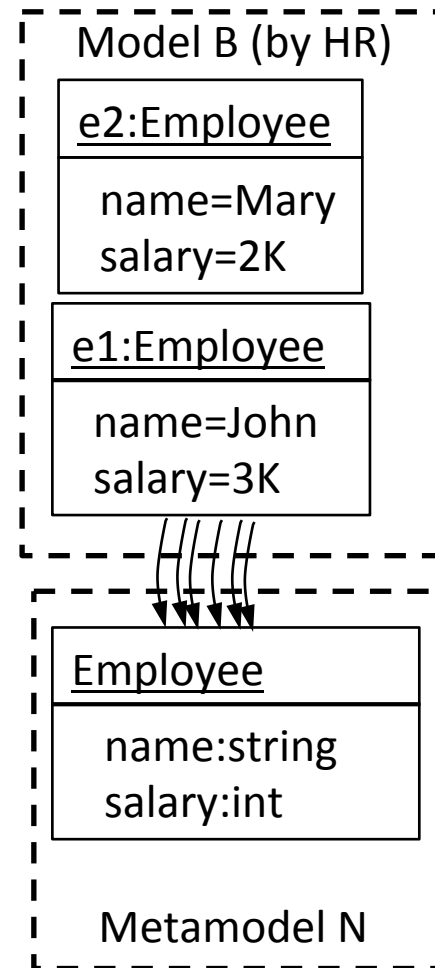 Model B (by HR)
e2:Employee
name=Mary
salary=2K
e1:Employee
name=John
salary=3K
Employee
name:string
salary:int
Metamodel N